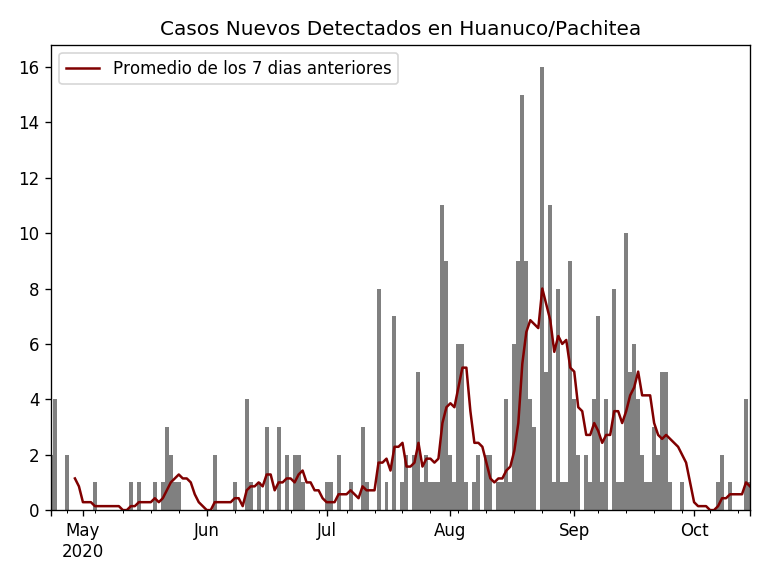 Casos Nuevos Detectados en Huanuco/Pachitea
Promedio de los 7 dias anteriores
16
14
12
10
8
6
4
2
0
May
2020
Jun
Jul
Aug
Sep
Oct